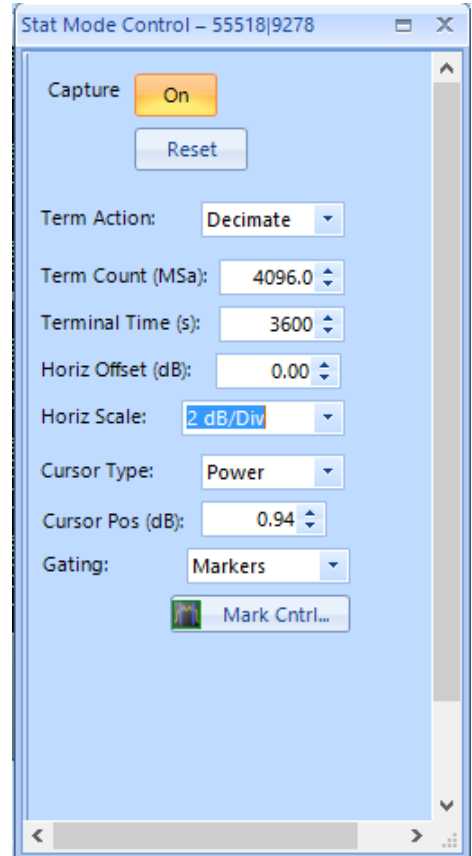 Stat Mode Control – 55518|9278
Capture On
Reset
Term Action: Decimate
Term Count (MSa): 4096.0
Terminal Time (s): 3600
Horiz Offset (dB): 0.00
Horiz Scale: 2 dB/Div
Cursor Type: Power
Cursor Pos (dB): 0.94
Gating: Markers
Mark Cntrl...